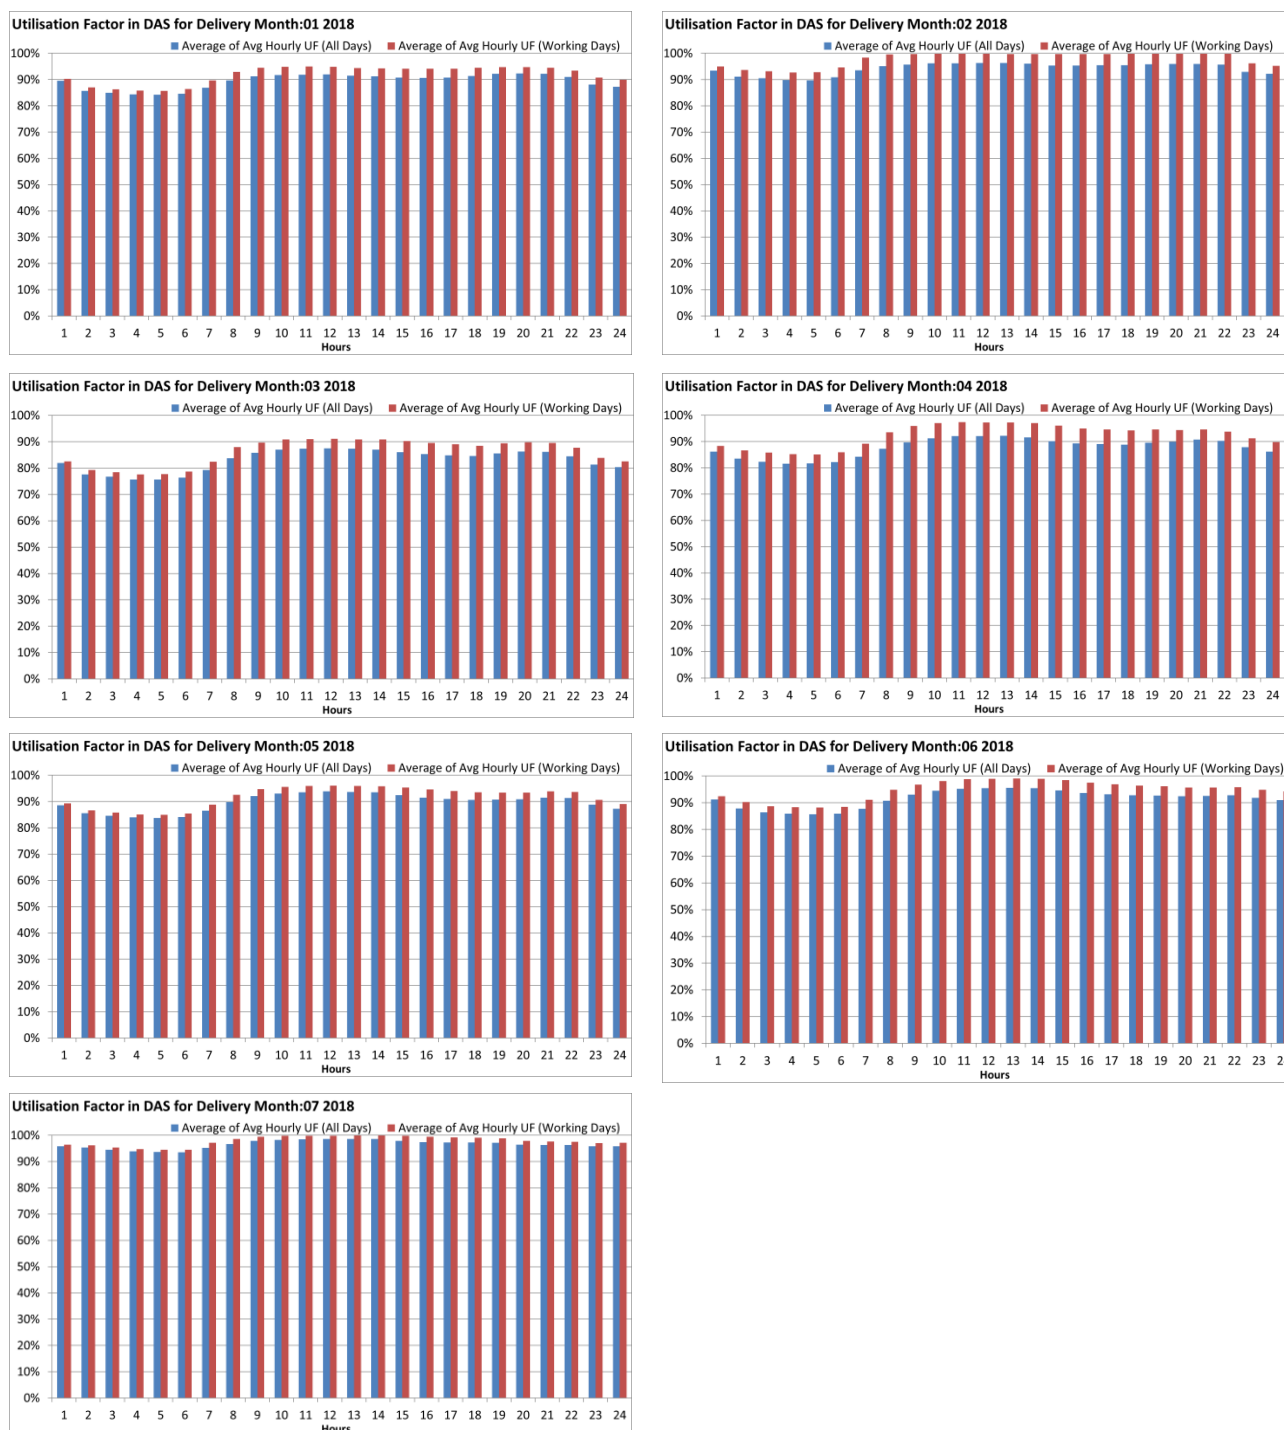 Utilisation Factor in DAS for Delivery Month:01 2018
Average of Avg Hourly UF (All Days) Average of Avg Hourly UF (Working Days)
100%
90%
80%
70%
60%
50%
40%
30%
20%
10%
0%
1 2 3 4 5 6 7 8 9 10 11 12 13 14 15 16 17 18 19 20 21 22 23 24
Hours
Utilisation Factor in DAS for Delivery Month:02 2018
Average of Avg Hourly UF (All Days) Average of Avg Hourly UF (Working Days)
100%
90%
80%
70%
60%
50%
40%
30%
20%
10%
0%
1 2 3 4 5 6 7 8 9 10 11 12 13 14 15 16 17 18 19 20 21 22 23 24
Hours
Utilisation Factor in DAS for Delivery Month:03 2018
Average of Avg Hourly UF (All Days) Average of Avg Hourly UF (Working Days)
100%
90%
80%
70%
60%
50%
40%
30%
20%
10%
0%
1 2 3 4 5 6 7 8 9 10 11 12 13 14 15 16 17 18 19 20 21 22 23 24
Hours
Utilisation Factor in DAS for Delivery Month:04 2018
Average of Avg Hourly UF (All Days) Average of Avg Hourly UF (Working Days)
100%
90%
80%
70%
60%
50%
40%
30%
20%
10%
0%
1 2 3 4 5 6 7 8 9 10 11 12 13 14 15 16 17 18 19 20 21 22 23 24
Hours
Utilisation Factor in DAS for Delivery Month:05 2018
Average of Avg Hourly UF (All Days) Average of Avg Hourly UF (Working Days)
100%
90%
80%
70%
60%
50%
40%
30%
20%
10%
0%
1 2 3 4 5 6 7 8 9 10 11 12 13 14 15 16 17 18 19 20 21 22 23 24
Hours
Utilisation Factor in DAS for Delivery Month:06 2018
Average of Avg Hourly UF (All Days) Average of Avg Hourly UF (Working Days)
100%
90%
80%
70%
60%
50%
40%
30%
20%
10%
0%
1 2 3 4 5 6 7 8 9 10 11 12 13 14 15 16 17 18 19 20 21 22 23 2
Hours
Utilisation Factor in DAS for Delivery Month:07 2018
Average of Avg Hourly UF (All Days) Average of Avg Hourly UF (Working Days)
100%
90%
80%
70%
60%
50%
40%
30%
20%
10%
0%
1 2 3 4 5 6 7 8 9 10 11 12 13 14 15 16 17 18 19 20 21 22 23 24
Hours